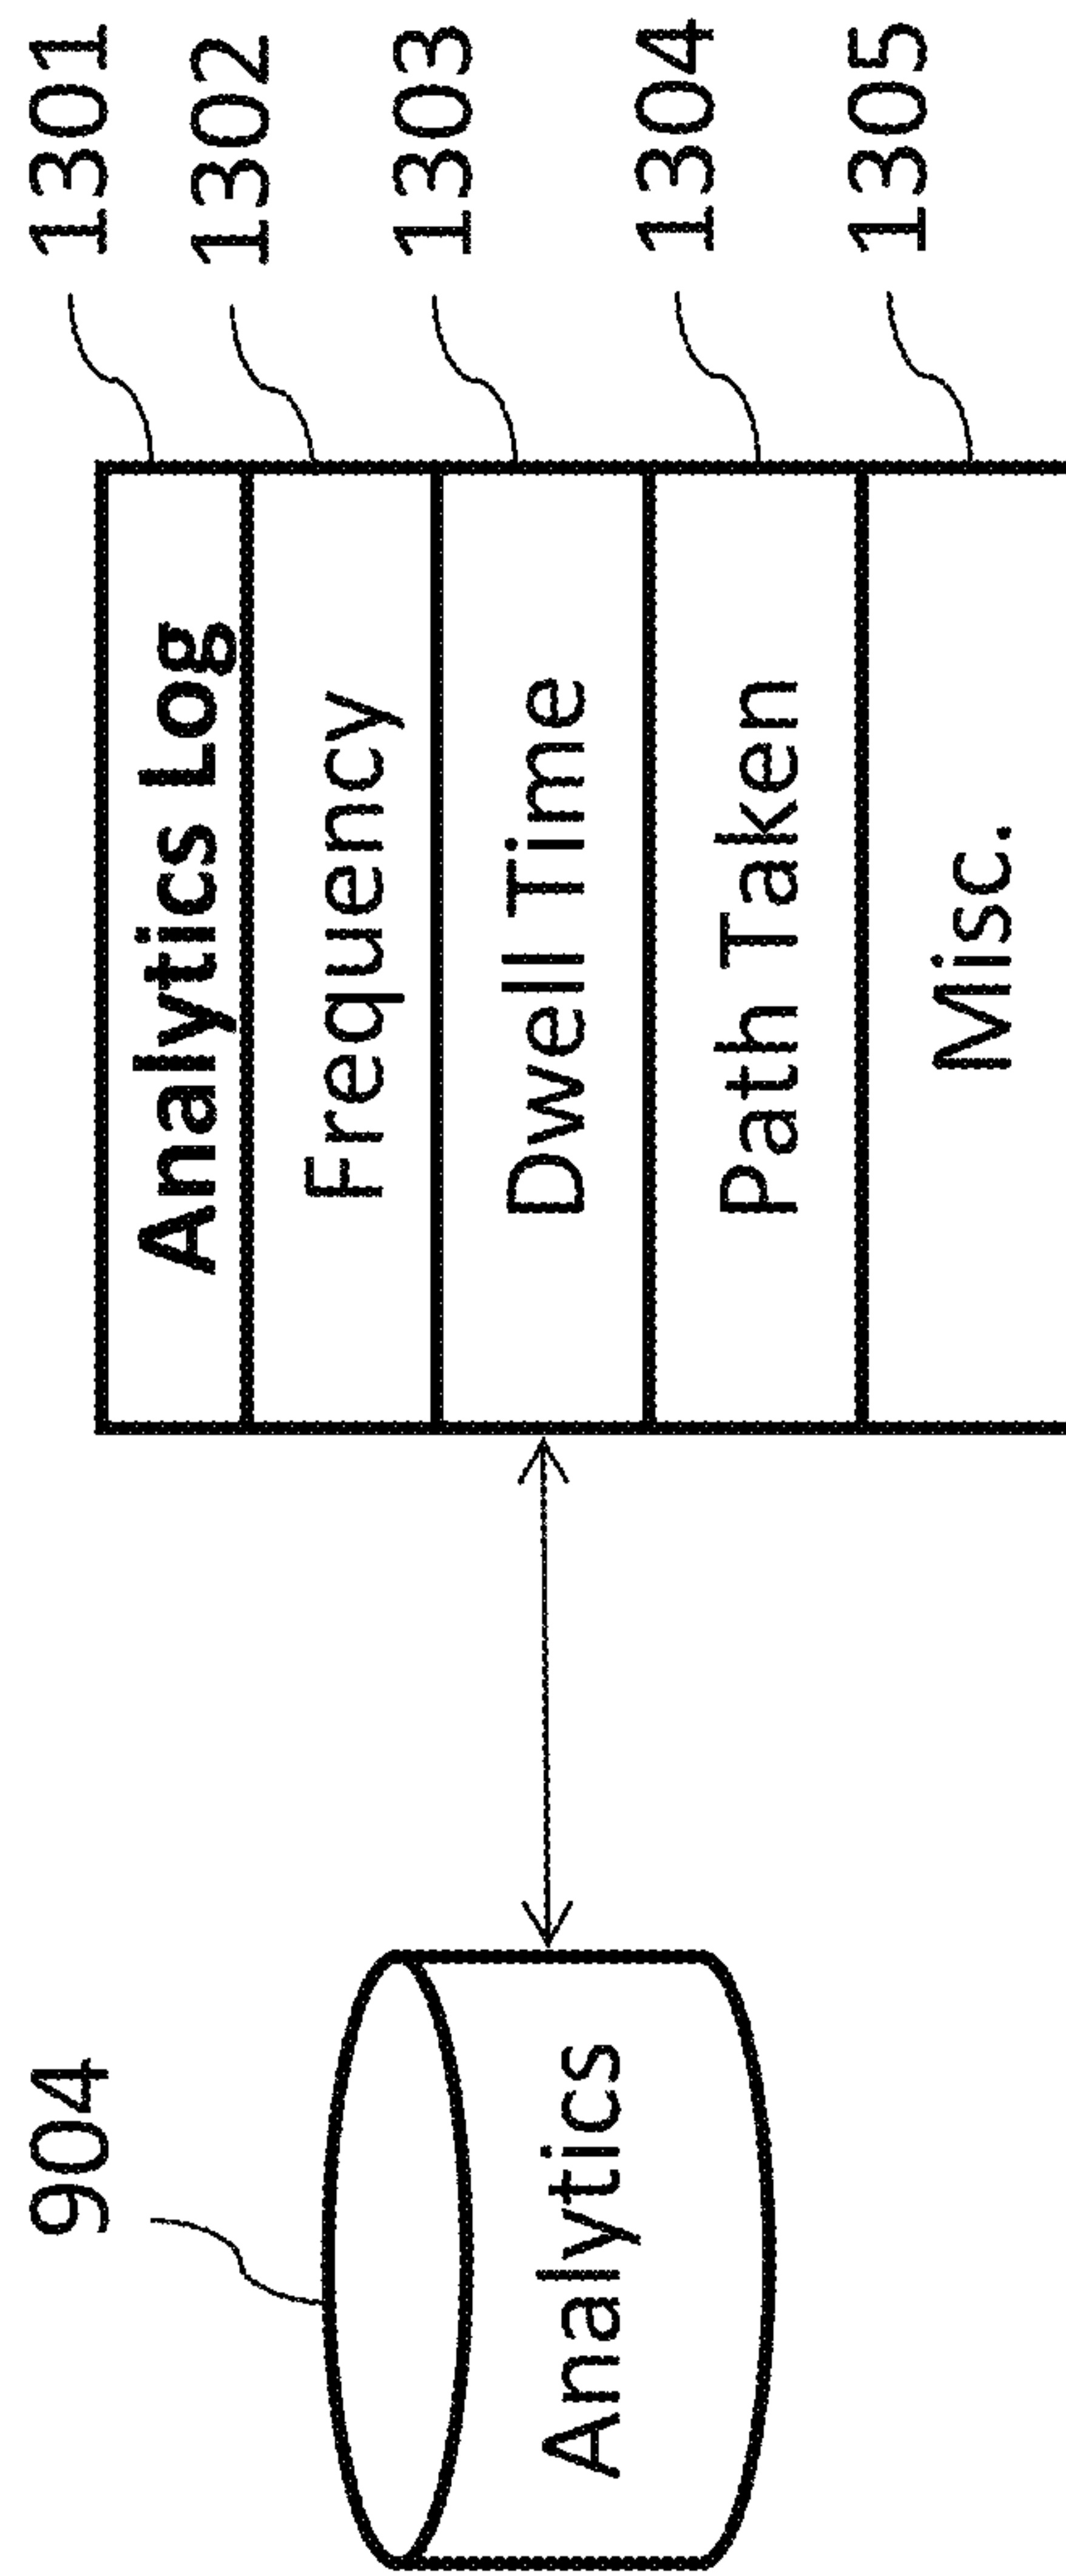 904
Analytics
Analytics Log
1301
Frequency
1302
Dwell Time
1303
Path Taken
1304
Misc.
1305